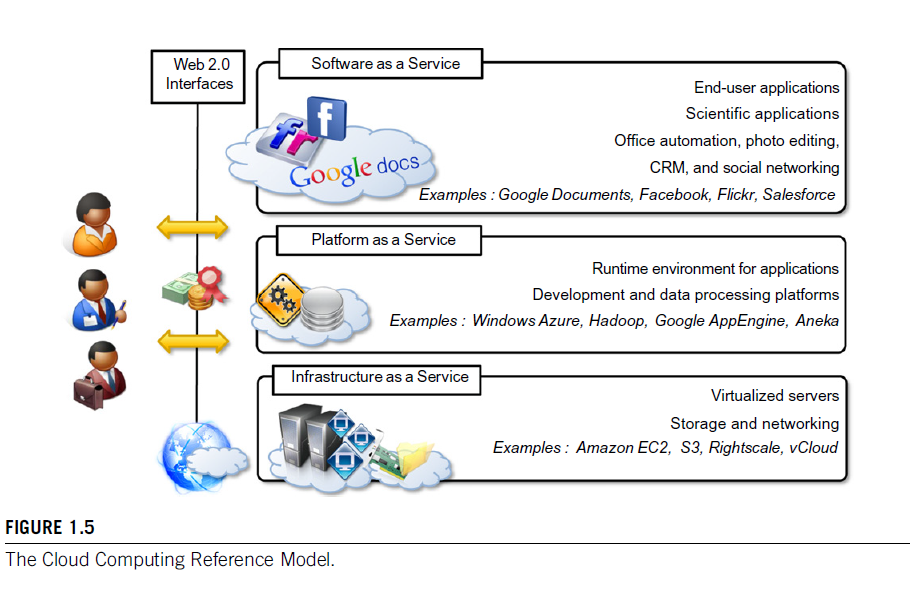 Web 2.0
Interfaces
Software as a Service
End-user applications
Scientific applications
Office automation, photo editing,
CRM, and social networking
Examples : Google Documents, Facebook, Flickr, Salesforce
f
fr
Google docs
Platform as a Service
Runtime environment for applications
Development and data processing platforms
Examples : Windows Azure, Hadoop, Google AppEngine, Aneka
Infrastructure as a Service
Virtualized servers
Storage and networking
Examples : Amazon EC2, S3, Rightscale, vCloud
FIGURE 1.5
The Cloud Computing Reference Model.